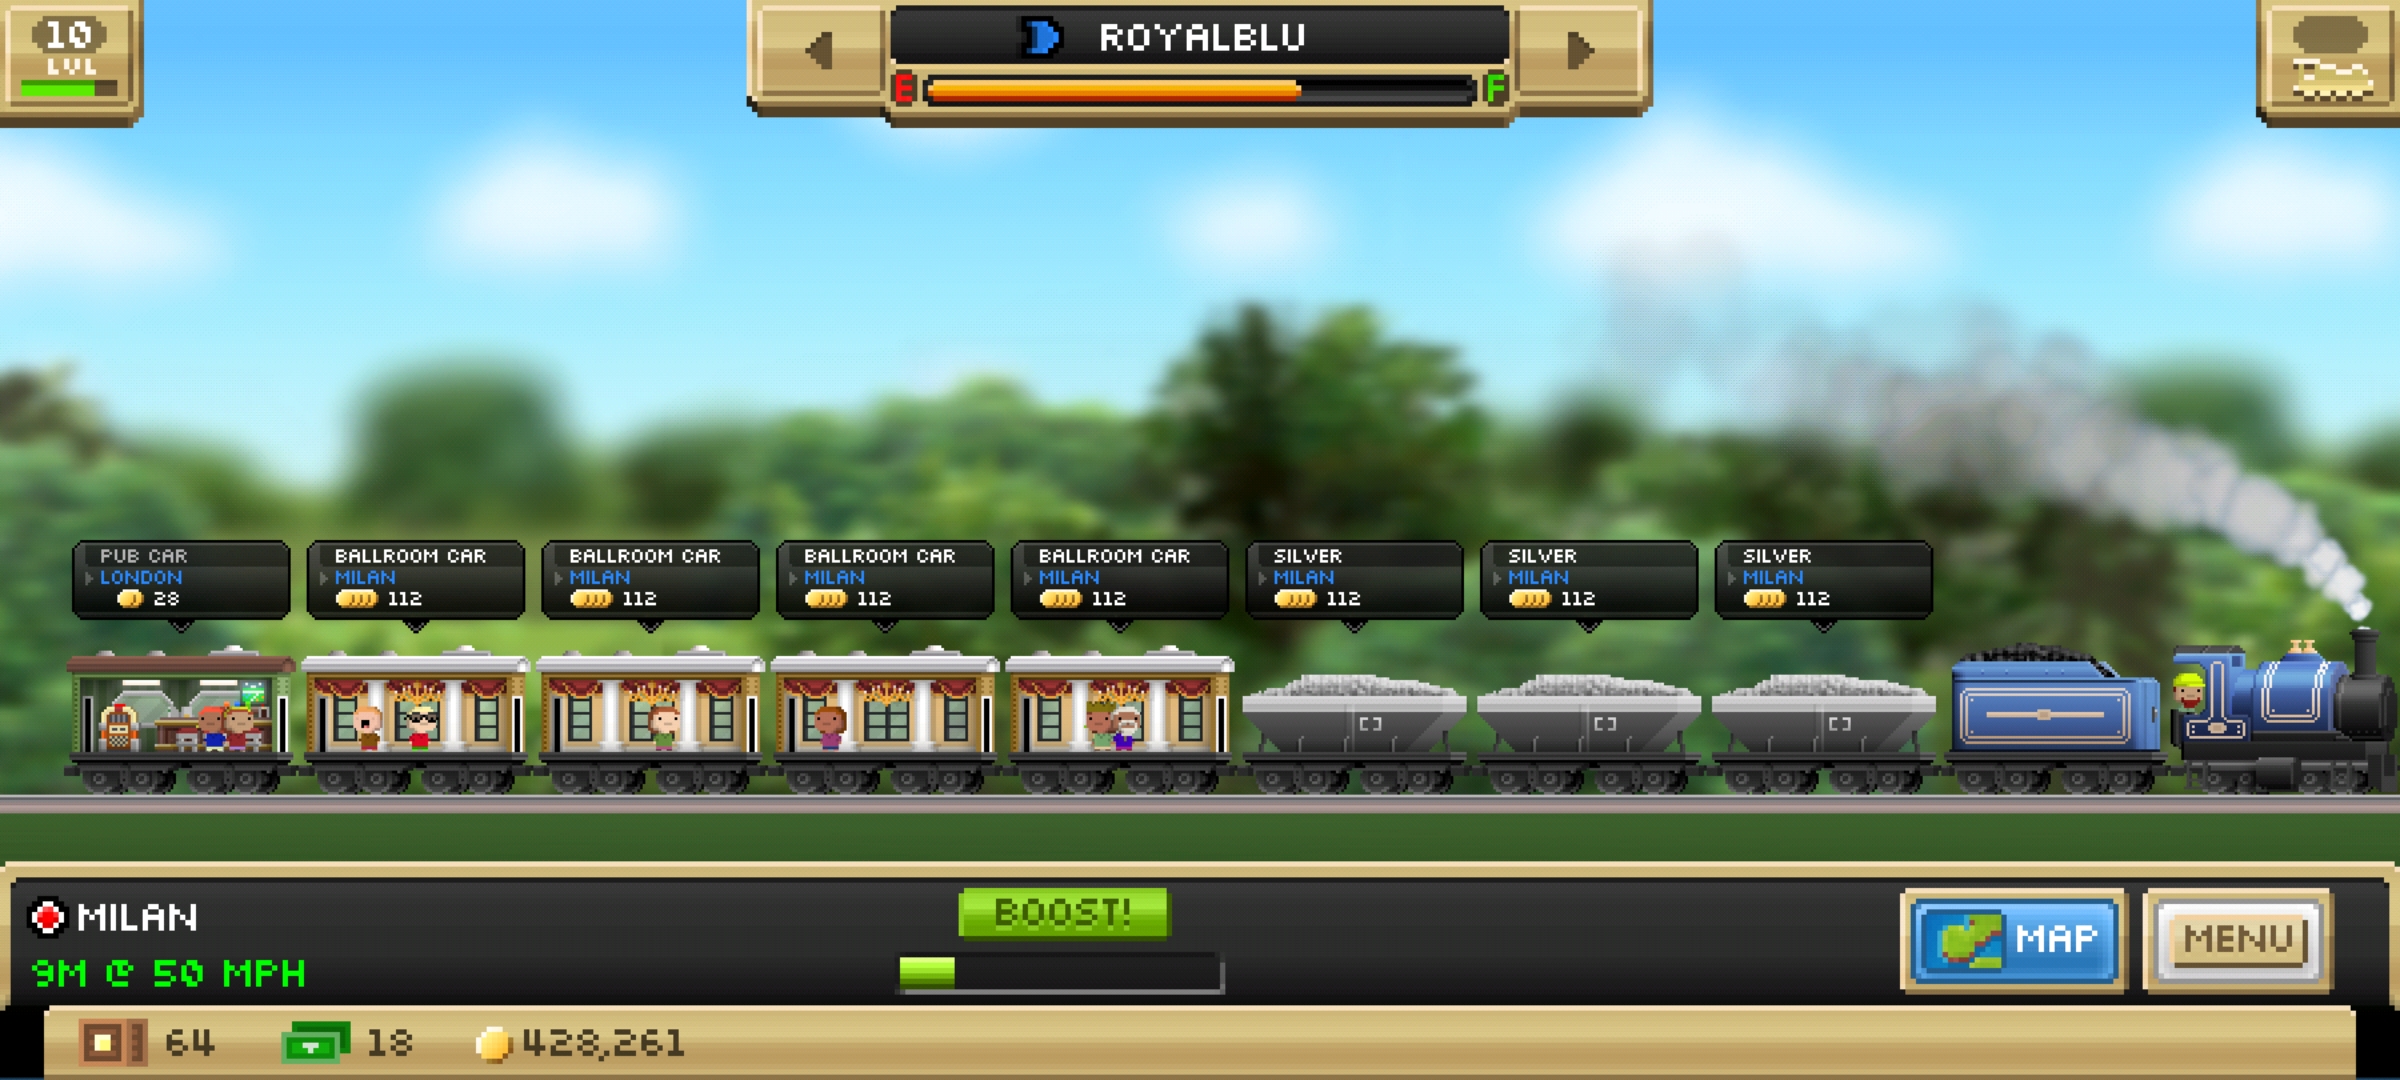 10
LVL
ROYALBLU
E
F
PUB CAR
LONDON
28
BALLROOM CAR
MILAN
112
BALLROOM CAR
MILAN
112
BALLROOM CAR
MILAN
112
BALLROOM CAR
MILAN
112
SILVER
MILAN
112
SILVER
MILAN
112
SILVER
MILAN
112
MILAN
9M @ 50 MPH
BOOST!
MAP
MENU
64
18
428,261